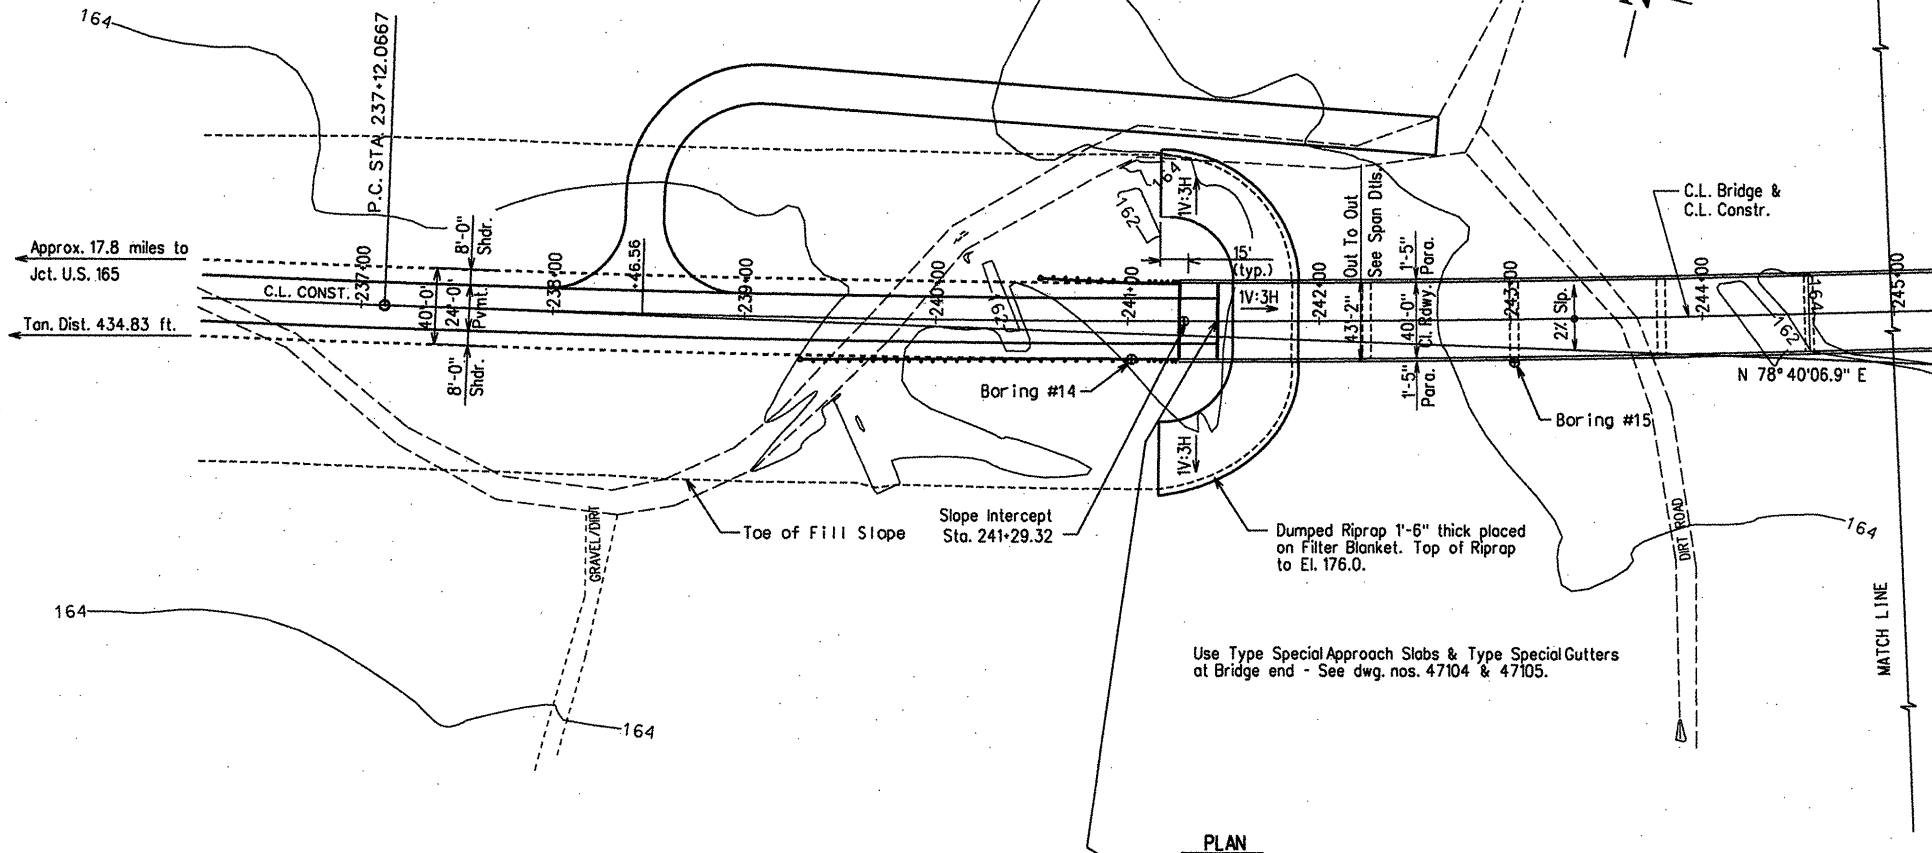 164
P.C. STA. 237+12.0667
Approx. 17.8 miles to
Jct. U.S. 165
Tan. Dist. 434.83 ft.
C.L. CONST.
237+00
40'-0"
8'-0"
Shdr.
24'-0"
Pvmt.
8'-0"
Shdr.
238+00
+46.56
239+00
240+00
162
241+00
164
162
1V:3H
15'
(typ.)
1V:3H
1V:3H
242+00
43'-2" Out To Out
See Span Dtls.
1'-5"
Para.
40'-0"
Cl. Rdwy.
1'-5"
Para.
243+00
2% Slp.
C.L. Bridge &
C.L. Constr.
244+00
162
164
245+00
N 78° 40'06.9" E
Boring #14
Boring #15
Toe of Fill Slope
Slope Intercept
Sta. 241+29.32
Dumped Riprap 1'-6" thick placed
on Filter Blanket. Top of Riprap
to El. 176.0.
GRAVEL/DIRT
DIRT ROAD
164
164
164
MATCH LINE
Use Type Special Approach Slabs & Type Special Gutters
at Bridge end - See dwg. nos. 47104 & 47105.
PLAN